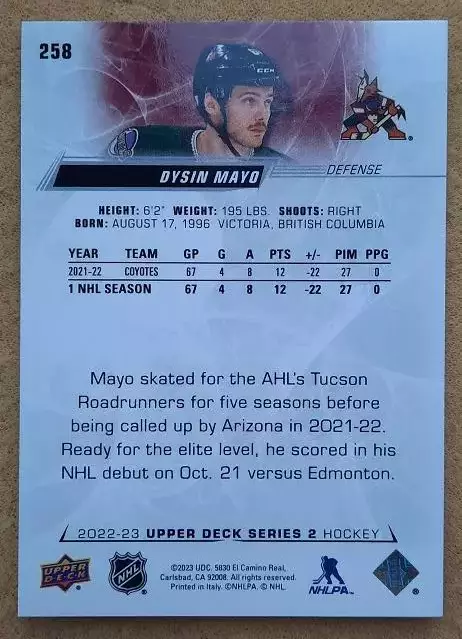 258
CCM
DYSIN MAYO
DEFENSE
HEIGHT: 6'2" WEIGHT: 195 LBS. SHOOTS: RIGHT
BORN: AUGUST 17, 1996 VICTORIA, BRITISH COLUMBIA
YEAR TEAM GP G A PTS +/- PIM PPG
2021-22 COYOTES 67 4 8 12 -22 27 0
1 NHL SEASON 67 4 8 12 -22 27 0
Mayo skated for the AHL's Tucson
Roadrunners for five seasons before
being called up by Arizona in 2021-22.
Ready for the elite level, he scored in his
NHL debut on Oct. 21 versus Edmonton.
2022-23 UPPER DECK SERIES 2 HOCKEY
UPPER DECK
NHL
©2023 UDC. 5830 El Camino Real,
Carlsbad, CA 92008. All rights reserved.
Printed in Italy. ©NHLPA. © NHL.
NHLPA